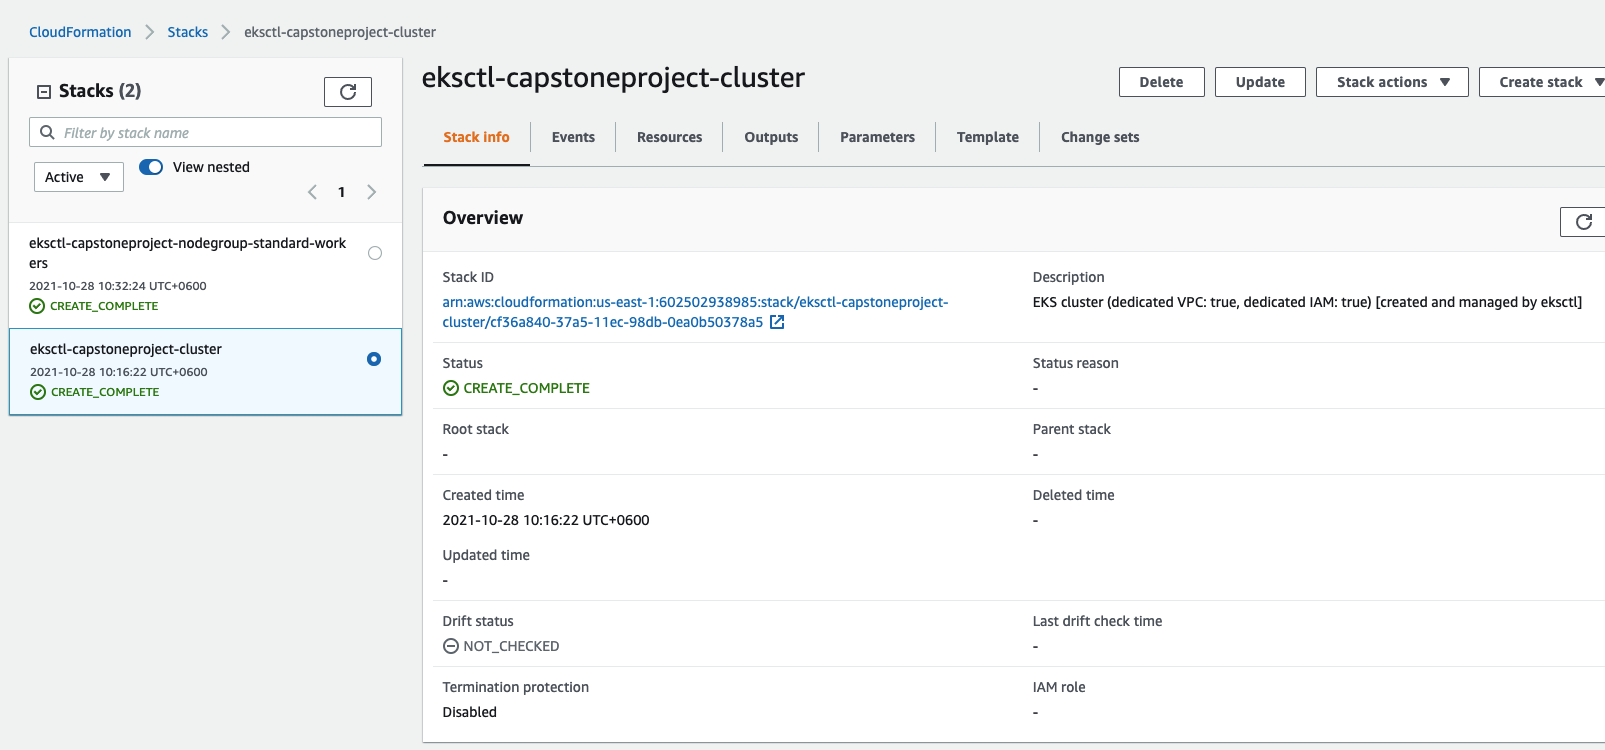 CloudFormation > Stacks > eksctl-capstoneproject-cluster
Stacks (2)
Filter by stack name
Active
View nested
1
eksctl-capstoneproject-nodegroup-standard-work
ers
2021-10-28 10:32:24 UTC+0600
CREATE_COMPLETE
eksctl-capstoneproject-cluster
2021-10-28 10:16:22 UTC+0600
CREATE_COMPLETE
eksctl-capstoneproject-cluster
Delete
Update
Stack actions
Create stack
Stack info
Events
Resources
Outputs
Parameters
Template
Change sets
Overview
Stack ID
arn:aws:cloudformation:us-east-1:602502938985:stack/eksctl-capstoneproject-
cluster/cf36a840-37a5-11ec-98db-0ea0b50378a5
Description
EKS cluster (dedicated VPC: true, dedicated IAM: true) [created and managed by eksctl]
Status
CREATE_COMPLETE
Status reason
-
Root stack
-
Parent stack
-
Created time
2021-10-28 10:16:22 UTC+0600
Deleted time
-
Updated time
-
Drift status
NOT_CHECKED
Last drift check time
-
Termination protection
Disabled
IAM role
-